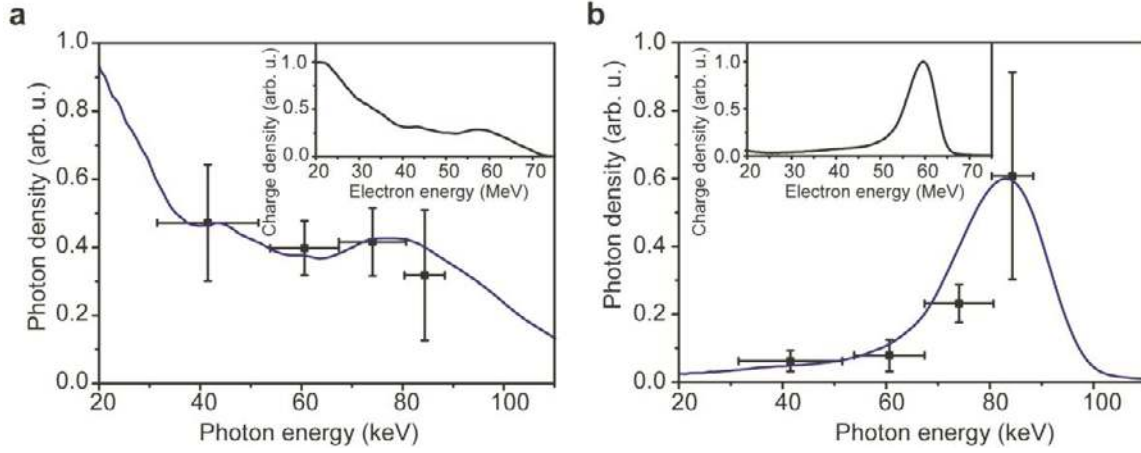 a
1.0
0.8
0.6
0.4
0.2
0.0
Photon density (arb. u.)
20 40 60 80 100
Photon energy (keV)
1.0
0.5
0.0
Charge density (arb. u.)
20 30 40 50 60 70
Electron energy (MeV)
b
1.0
0.8
0.6
0.4
0.2
0.0
Photon density (arb. u.)
20 40 60 80 100
Photon energy (keV)
1.0
0.5
0.0
Charge density (arb. u.)
20 30 40 50 60 70
Electron energy (MeV)